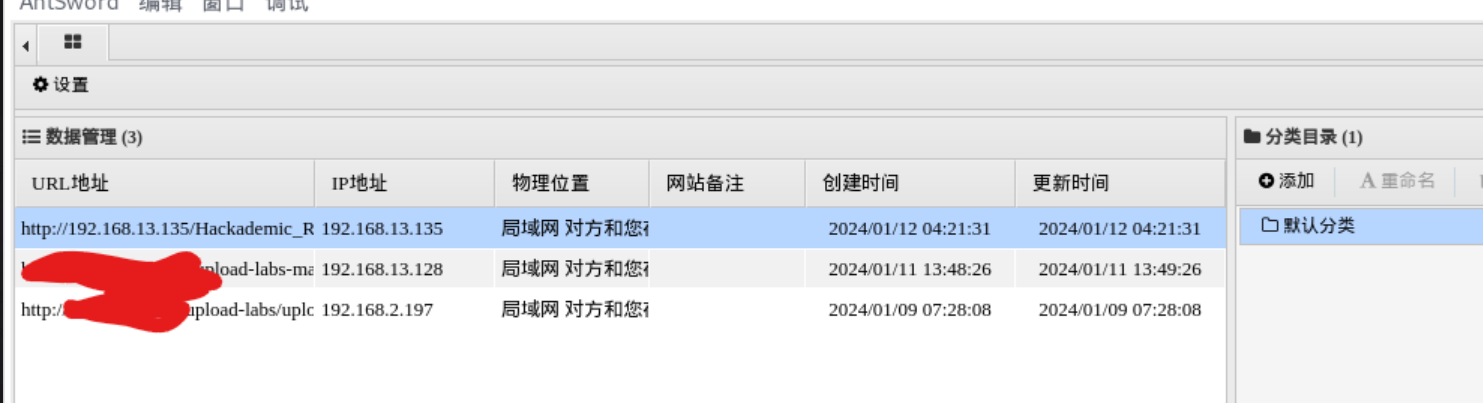 AntSword 编辑 窗口 调试
设置
数据管理 (3)
分类目录 (1)
URL地址 IP地址 物理位置 网站备注 创建时间 更新时间
添加 重命名
http://192.168.13.135/Hackademic_R 192.168.13.135 局域网 对方和您 2024/01/12 04:21:31 2024/01/12 04:21:31
默认分类
upload-labs-ma 192.168.13.128 局域网 对方和您 2024/01/11 13:48:26 2024/01/11 13:49:26
http:/ upload-labs/uplo 192.168.2.197 局域网 对方和您 2024/01/09 07:28:08 2024/01/09 07:28:08